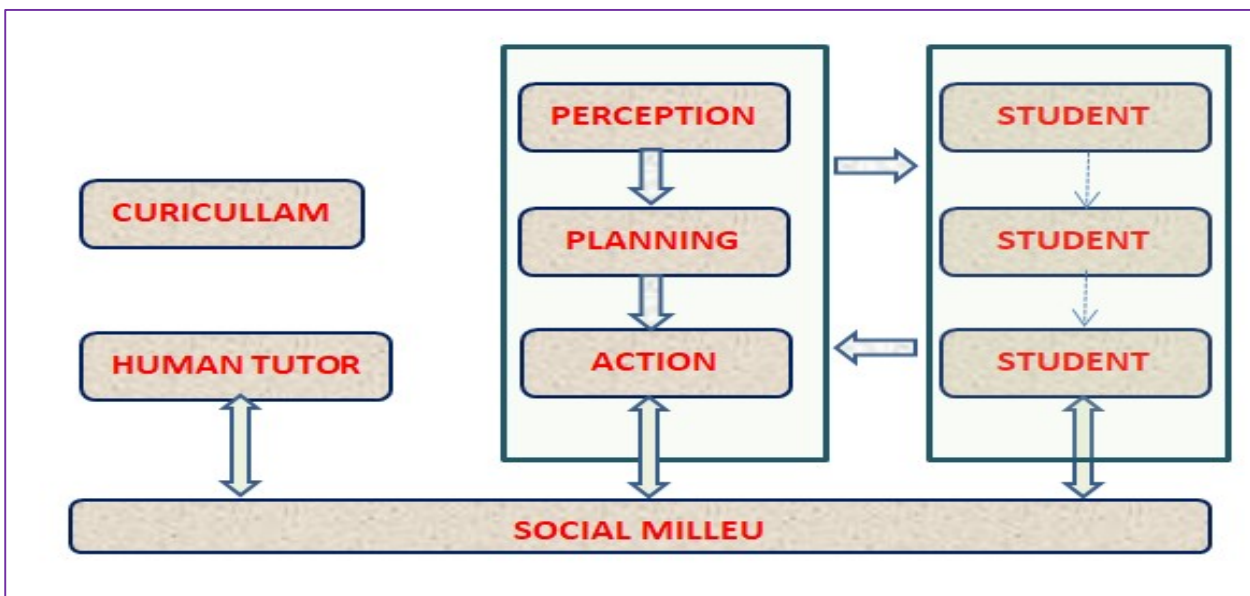 PERCEPTION
STUDENT
CURICULLAM
PLANNING
STUDENT
HUMAN TUTOR
ACTION
STUDENT
SOCIAL MILLEU